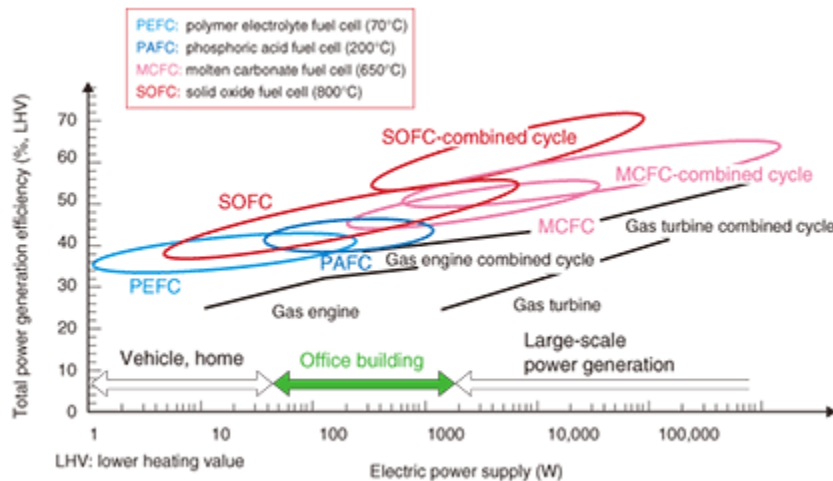 PEFC: polymer electrolyte fuel cell (70°C)
PAFC: phosphoric acid fuel cell (200°C)
MCFC: molten carbonate fuel cell (650°C)
SOFC: solid oxide fuel cell (800°C)
Total power generation efficiency (%, LHV)
70
60
50
40
30
20
10
0
SOFC-combined cycle
MCFC-combined cycle
SOFC
MCFC
Gas turbine combined cycle
PAFC
Gas engine combined cycle
PEFC
Gas engine
Gas turbine
Vehicle, home
Office building
Large-scale
power generation
1
10
100
1000
10,000
100,000
LHV: lower heating value
Electric power supply (W)